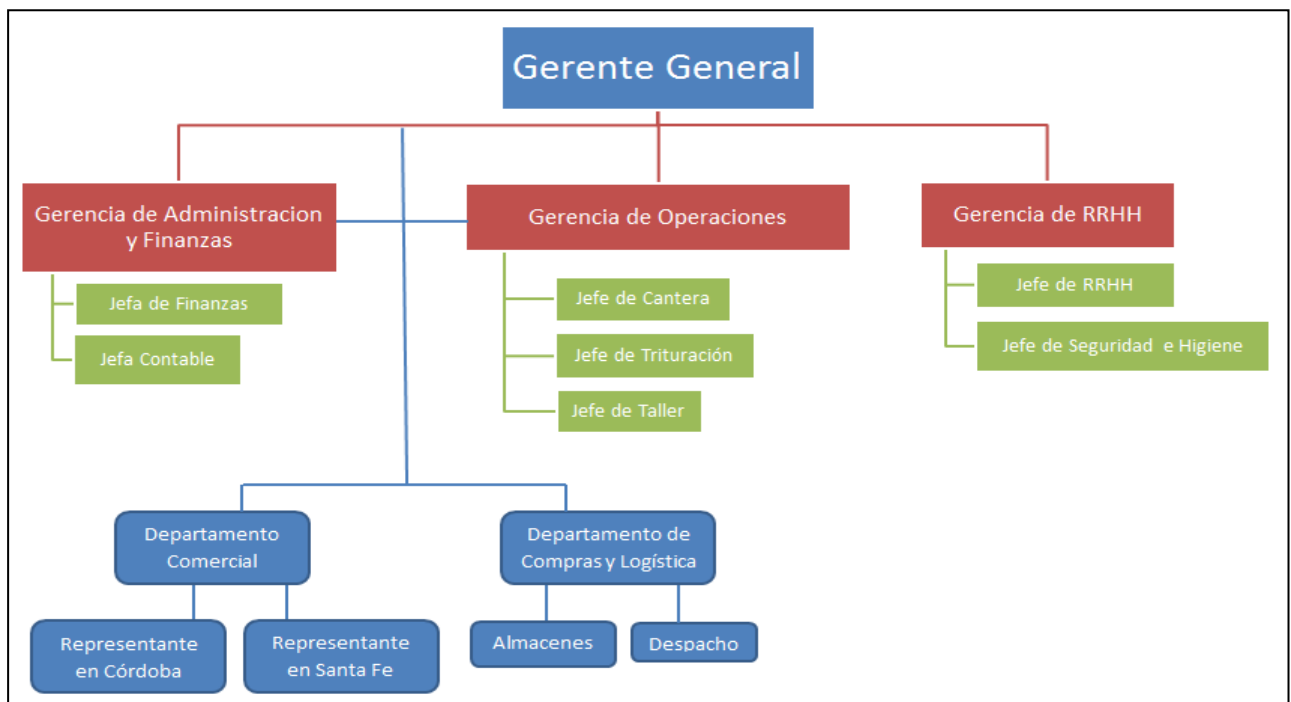 Gerente General
Gerencia de Administracion
y Finanzas
Jefa de Finanzas
Jefa Contable
Gerencia de Operaciones
Jefe de Cantera
Jefe de Trituración
Jefe de Taller
Gerencia de RRHH
Jefe de RRHH
Jefe de Seguridad e Higiene
Departamento
Comercial
Representante
en Córdoba
Representante
en Santa Fe
Departamento de
Compras y Logística
Almacenes
Despacho